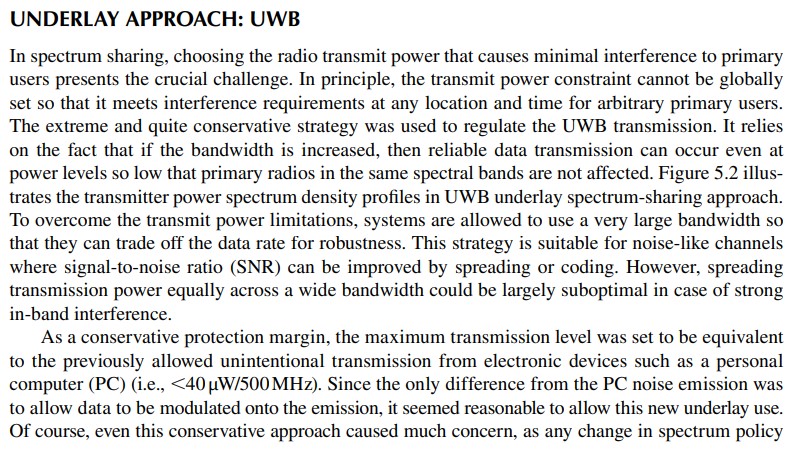 UNDERLAY APPROACH: UWB
In spectrum sharing, choosing the radio transmit power that causes minimal interference to primary
users presents the crucial challenge. In principle, the transmit power constraint cannot be globally
set so that it meets interference requirements at any location and time for arbitrary primary users.
The extreme and quite conservative strategy was used to regulate the UWB transmission. It relies
on the fact that if the bandwidth is increased, then reliable data transmission can occur even at
power levels so low that primary radios in the same spectral bands are not affected. Figure 5.2 illus-
trates the transmitter power spectrum density profiles in UWB underlay spectrum-sharing approach.
To overcome the transmit power limitations, systems are allowed to use a very large bandwidth so
that they can trade off the data rate for robustness. This strategy is suitable for noise-like channels
where signal-to-noise ratio (SNR) can be improved by spreading or coding. However, spreading
transmission power equally across a wide bandwidth could be largely suboptimal in case of strong
in-band interference.
As a conservative protection margin, the maximum transmission level was set to be equivalent
to the previously allowed unintentional transmission from electronic devices such as a personal
computer (PC) (i.e., <40 μW/500 MHz). Since the only difference from the PC noise emission was
to allow data to be modulated onto the emission, it seemed reasonable to allow this new underlay use.
Of course, even this conservative approach caused much concern, as any change in spectrum policy